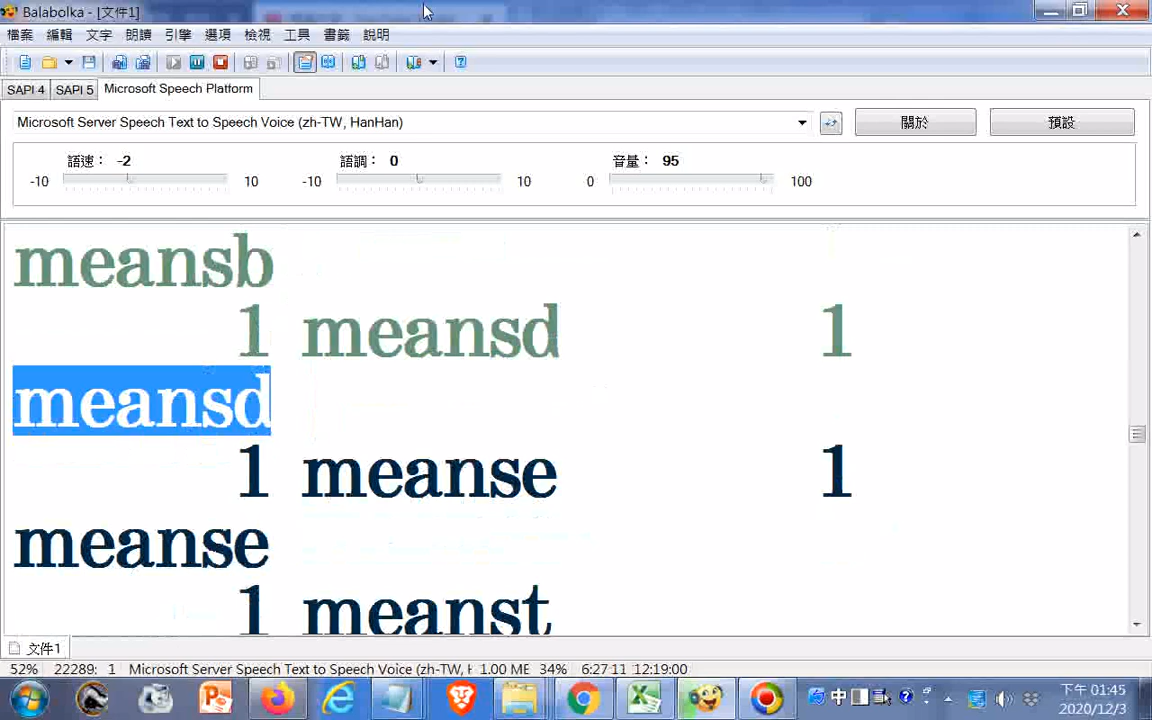 Balabolka - [文件1]
檔案 編輯 文字 朗讀 引擎 選項 檢視 工具 書籤 說明
SAPI 4 SAPI 5 Microsoft Speech Platform
Microsoft Server Speech Text to Speech Voice (zh-TW, HanHan) 關於 預設
語速： -2 語調： 0 音量： 95
-10 10 -10 10 0 100
meansb
1 meansd 1
meansd
1 meanse 1
meanse
1 meanst
文件1
52% 22289: 1 Microsoft Server Speech Text to Speech Voice (zh-TW, 1.00 ME 34% 6:27:11 12:19:00
中 下午 01:45
2020/12/3